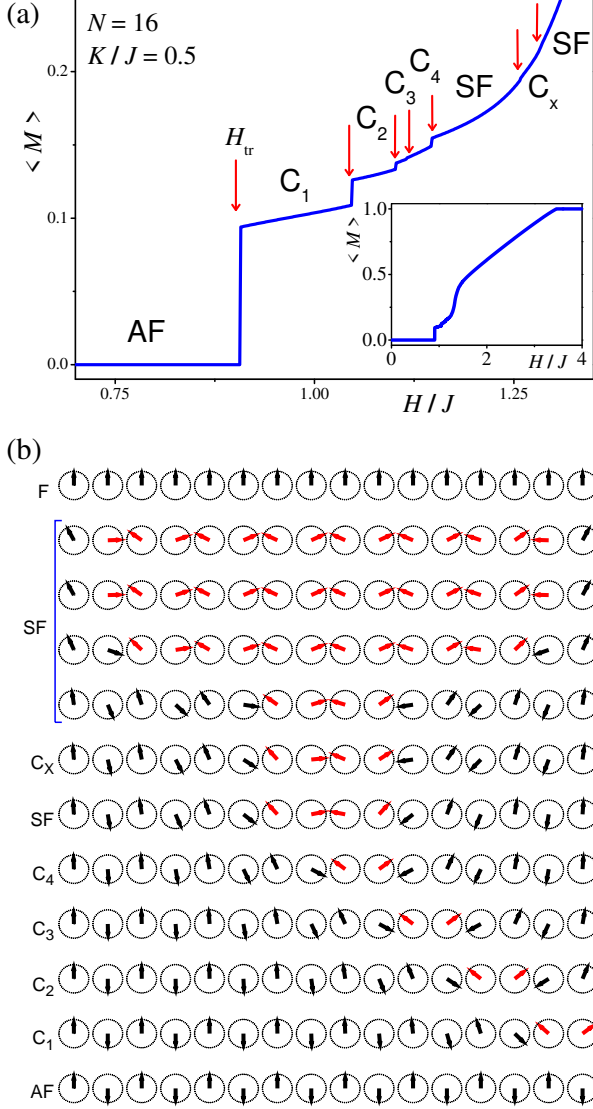 (a)
N = 16
K / J = 0.5
SF
SF
C₄
C₃
C₂
Cₓ
0.2
H_tr
C₁
< M >
0.1
1.0
< M >
0.5
AF
0.0
0
2
H / J
4
0.0
0.75
1.00
H / J
1.25
(b)
F
SF
C_X
SF
C₄
C₃
C₂
C₁
AF